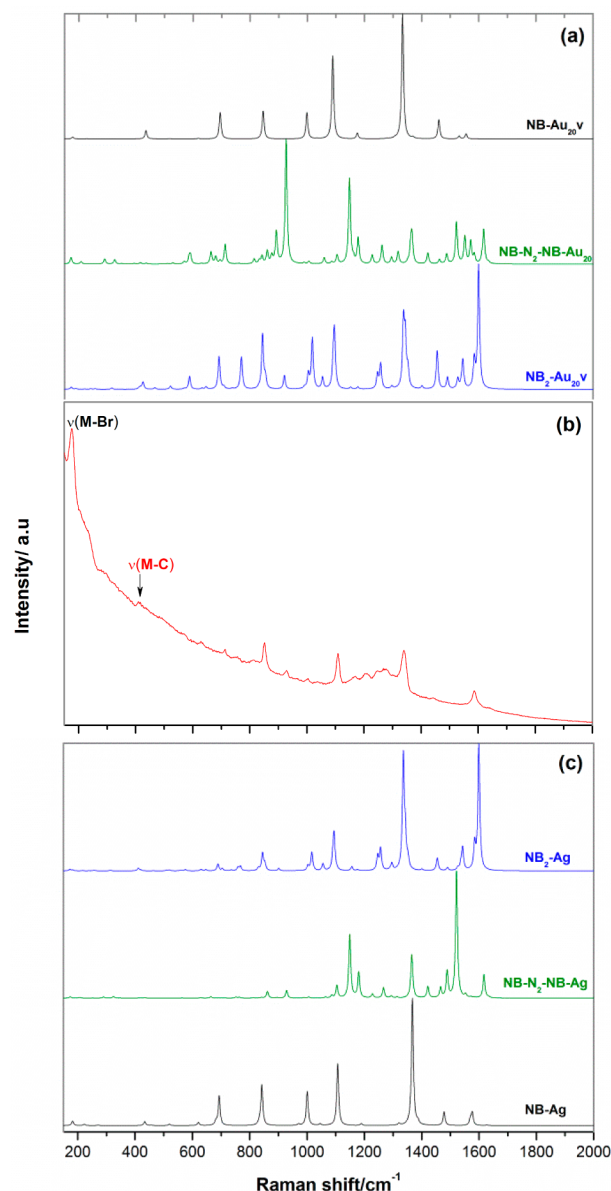 (a)
NB-Au₂₀v
NB-N₂-NB-Au₂₀
NB₂-Au₂₀v
ν(M-Br)
(b)
ν(M-C)
Intensity/ a.u
(c)
NB₂-Ag
NB-N₂-NB-Ag
NB-Ag
200 400 600 800 1000 1200 1400 1600 1800 2000
Raman shift/cm⁻¹